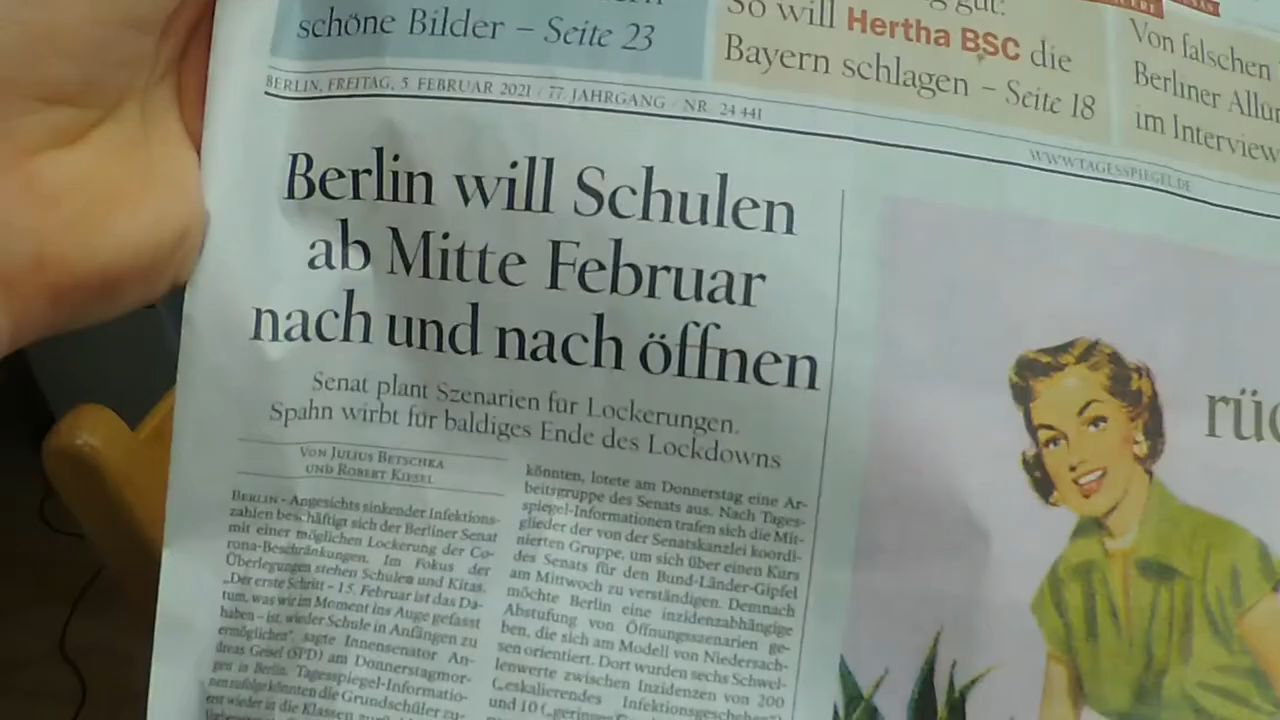 schöne Bilder – Seite 23
So will Hertha BSC die
Bayern schlagen – Seite 18
Von falschen
Berliner
im Interview
BERLIN, FREITAG, 5. FEBRUAR 2021 / 77. JAHRGANG / NR. 24 441
WWW.TAGESSPIEGEL.DE
Berlin will Schulen
ab Mitte Februar
nach und nach öffnen
Senat plant Szenarien für Lockerungen.
Spahn wirbt für baldiges Ende des Lockdowns
VON JULIUS BETSCHKA
UND ROBERT KIESEL
BERLIN - Angesichts sinkender Infektions-
zahlen beschäftigt sich der Berliner Senat
mit einer möglichen Lockerung der Co-
rona-Beschränkungen. Im Fokus der
Überlegungen stehen Schulen und Kitas.
„Der erste Schritt – 15. Februar ist das Da-
tum, was wir im Moment ins Auge gefasst
haben – ist, wieder Schule in Anfängen zu
ermöglichen“, sagte Innensenator An-
dreas Geisel (SPD) am Donnerstagmor-
gen in Berlin. Tagesspiegel-Informatio-
nen zufolge könnten die Grundschüler zu-
erst wieder in die Klassen
könnten, lotete am Donnerstag eine Ar-
beitsgruppe des Senats aus. Nach Tages-
spiegel-Informationen trafen sich die Mit-
glieder der von der Senatskanzlei koordi-
nierten Gruppe, um sich über einen Kurs
des Senats für den Bund-Länder-Gipfel
am Mittwoch zu verständigen. Demnach
möchte Berlin eine inzidenzabhängige
Abstufung von Öffnungsszenarien ge-
ben, die sich am Modell von Niedersach-
sen orientiert. Dort wurden sechs Schwel-
lenwerte zwischen Inzidenzen von 200
(„eskalierendes Infektionsgeschehen“)
und 10
rüc